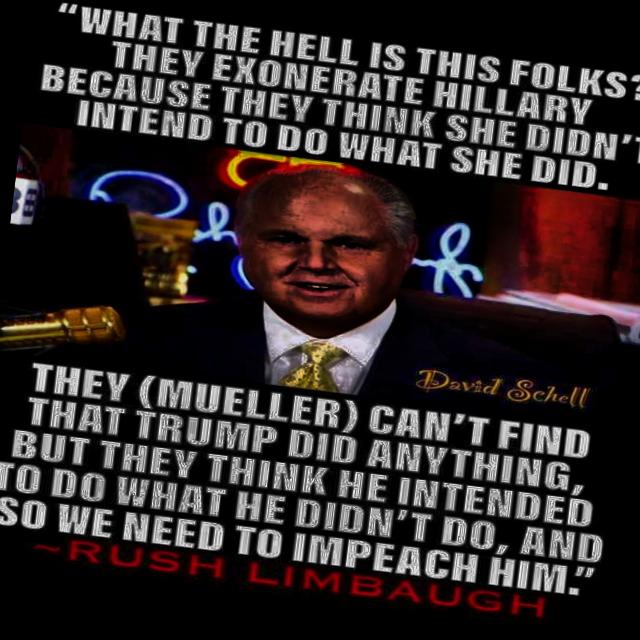 "WHAT THE HELL IS THIS FOLKS?
THEY EXONERATE HILLARY
BECAUSE THEY THINK SHE DIDN'T
INTEND TO DO WHAT SHE DID.
David Schell
THEY (MUELLER) CAN'T FIND
THAT TRUMP DID ANYTHING,
BUT THEY THINK HE INTENDED
TO DO WHAT HE DIDN'T DO, AND
SO WE NEED TO IMPEACH HIM."
~RUSH LIMBAUGH